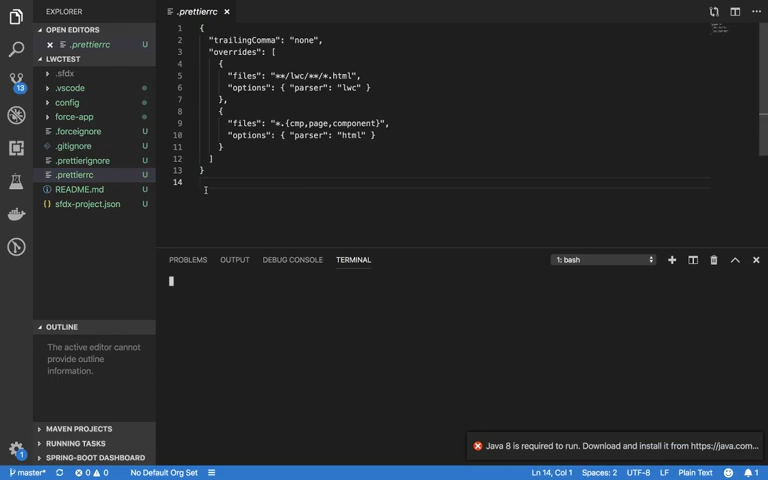 EXPLORER
.prettierrc ×
OPEN EDITORS
× .prettierrc U
LWCTEST
.sfdx
.vscode
config
force-app
.forceignore U
.gitignore U
.prettierignore U
.prettierrc U
README.md U
{} sfdx-project.json U
13
1 {
2 "trailingComma": "none",
3 "overrides": [
4 {
5 "files": "**/lwc/**/*.html",
6 "options": { "parser": "lwc" }
7 },
8 {
9 "files": "*.{cmp,page,component}",
10 "options": { "parser": "html" }
11 }
12 ]
13 }
14
PROBLEMS OUTPUT DEBUG CONSOLE TERMINAL 1: bash
OUTLINE
The active editor cannot
provide outline
information.
MAVEN PROJECTS
RUNNING TASKS
SPRING-BOOT DASHBOARD
1
Java 8 is required to run. Download and install it from https://java.com...
master* 0 0 No Default Org Set Ln 14, Col 1 Spaces: 2 UTF-8 LF Plain Text 1